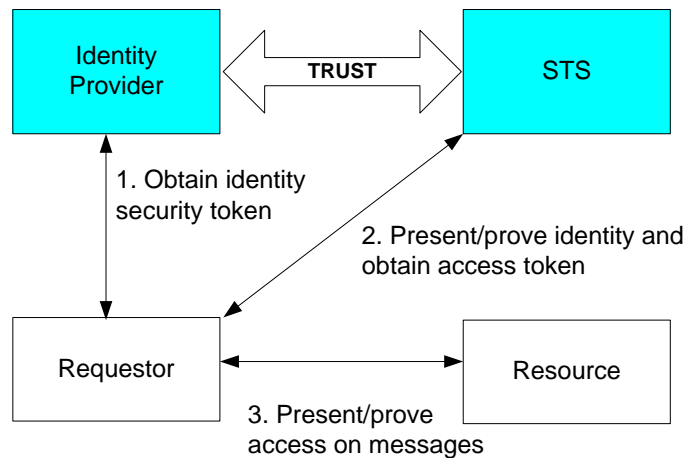 Identity
Provider
TRUST
STS
1. Obtain identity
security token
2. Present/prove identity and
obtain access token
Requestor
Resource
3. Present/prove
access on messages